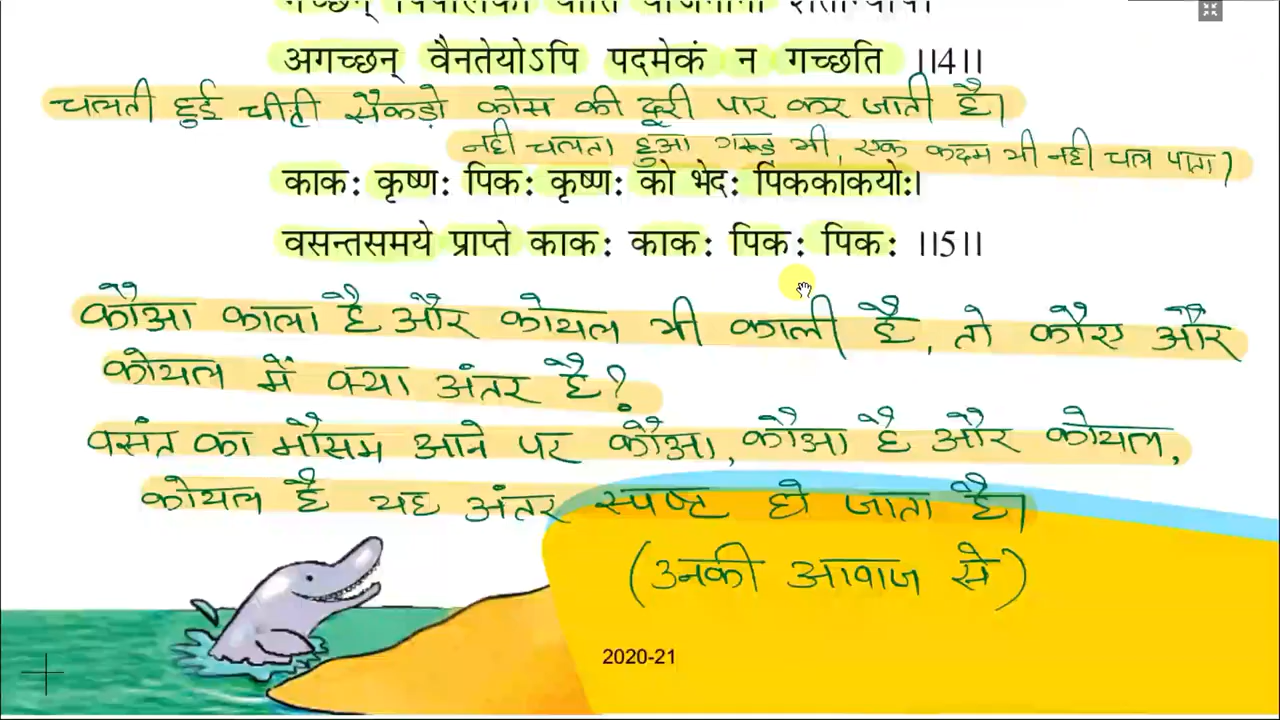 अगच्छन् वैनतेयोऽपि पदमेकं न गच्छति ।।4।।
चलती हुई चीटी सैकड़ो कोस की दूरी पार कर जाती है।
नही चलता हुआ गरूड भी, एक कदम भी नही चल पाता।
काकः कृष्णः पिकः कृष्णः को भेदः पिककाकयोः।
वसन्तसमये प्राप्ते काकः काकः पिकः पिकः ।।5।।
कौआ काला है और कोयल भी काली है, तो कौए और
कोयल में क्या अंतर है?
वसंत का मौसम आने पर कौआ, कौआ है और कोयल,
कोयल है यह अंतर स्पष्ट हो जाता है।
(उनकी आवाज से)
2020-21